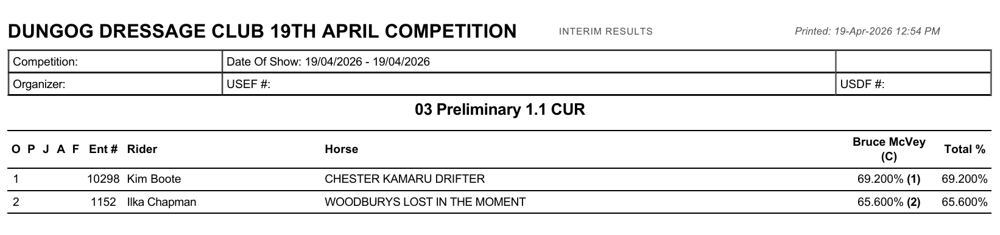 DUNGOG DRESSAGE CLUB 19TH APRIL COMPETITION INTERIM RESULTS Printed: 19-Apr-2026 12:54 PM
Competition: Date Of Show: 19/04/2026 - 19/04/2026
Organizer: USEF #: USDF #:
03 Preliminary 1.1 CUR
O P J A F Ent # Rider Horse Bruce McVey (C) Total %
1 10298 Kim Boote CHESTER KAMARU DRIFTER 69.200% (1) 69.200%
2 1152 Ilka Chapman WOODBURYS LOST IN THE MOMENT 65.600% (2) 65.600%